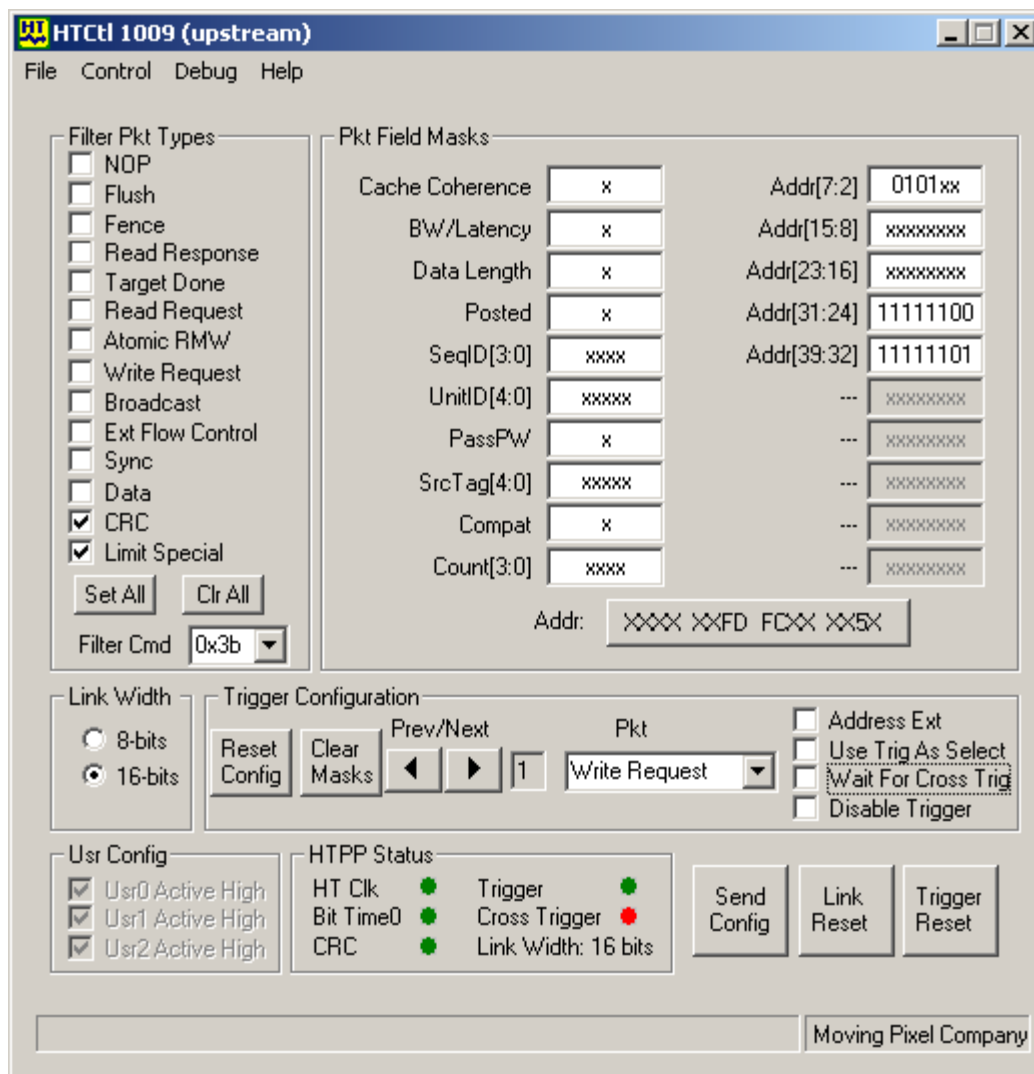 HT
HTCtl 1009 (upstream)
File Control Debug Help
Filter Pkt Types
NOP
Flush
Fence
Read Response
Target Done
Read Request
Atomic RMW
Write Request
Broadcast
Ext Flow Control
Sync
Data
CRC
Limit Special
Set All Clr All
Filter Cmd 0x3b
Pkt Field Masks
Cache Coherence x Addr[7:2] 0101xx
BW/Latency x Addr[15:8] xxxxxxxx
Data Length x Addr[23:16] xxxxxxxx
Posted x Addr[31:24] 11111100
SeqID[3:0] xxxx Addr[39:32] 11111101
UnitID[4:0] xxxxx --- xxxxxxxx
PassPW x --- xxxxxxxx
SrcTag[4:0] xxxxx --- xxxxxxxx
Compat x --- xxxxxxxx
Count[3:0] xxxx --- xxxxxxxx
Addr: XXXX XXFD FCXX XX5X
Link Width
8-bits
16-bits
Trigger Configuration
Reset
Config
Clear
Masks
Prev/Next
1
Pkt
Write Request
Address Ext
Use Trig As Select
Wait For Cross Trig
Disable Trigger
Usr Config
Usr0 Active High
Usr1 Active High
Usr2 Active High
HTPP Status
HT Clk Trigger
Bit Time0 Cross Trigger
CRC Link Width: 16 bits
Send
Config
Link
Reset
Trigger
Reset
Moving Pixel Company